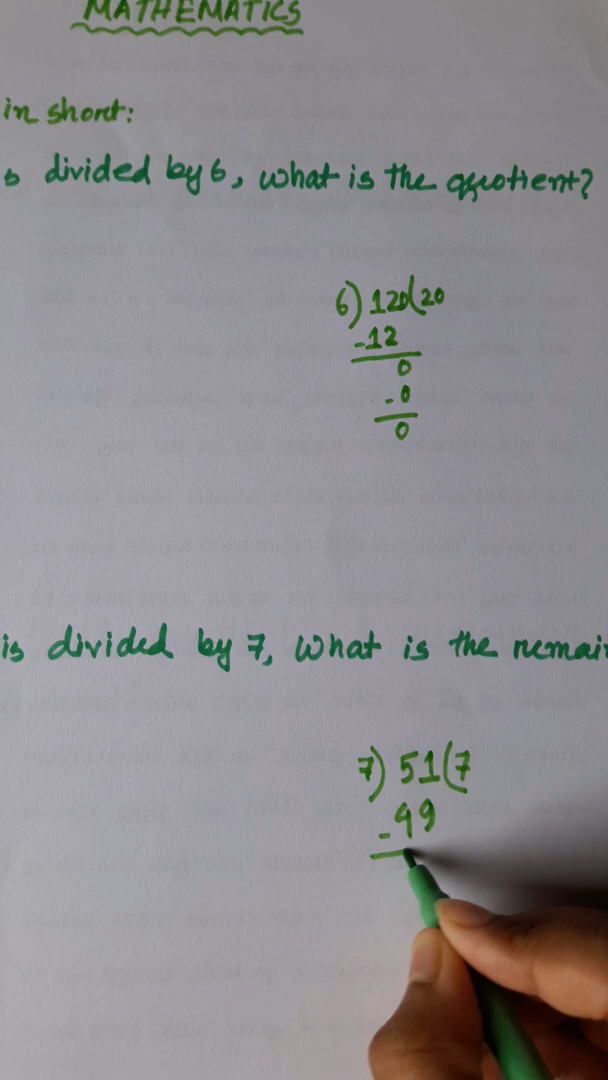 MATHEMATICS
in short:
s divided by 6, what is the quotient?
6) 120(20
-12
0
-0
0
is divided by 7, What is the remai
7) 51(7
-49